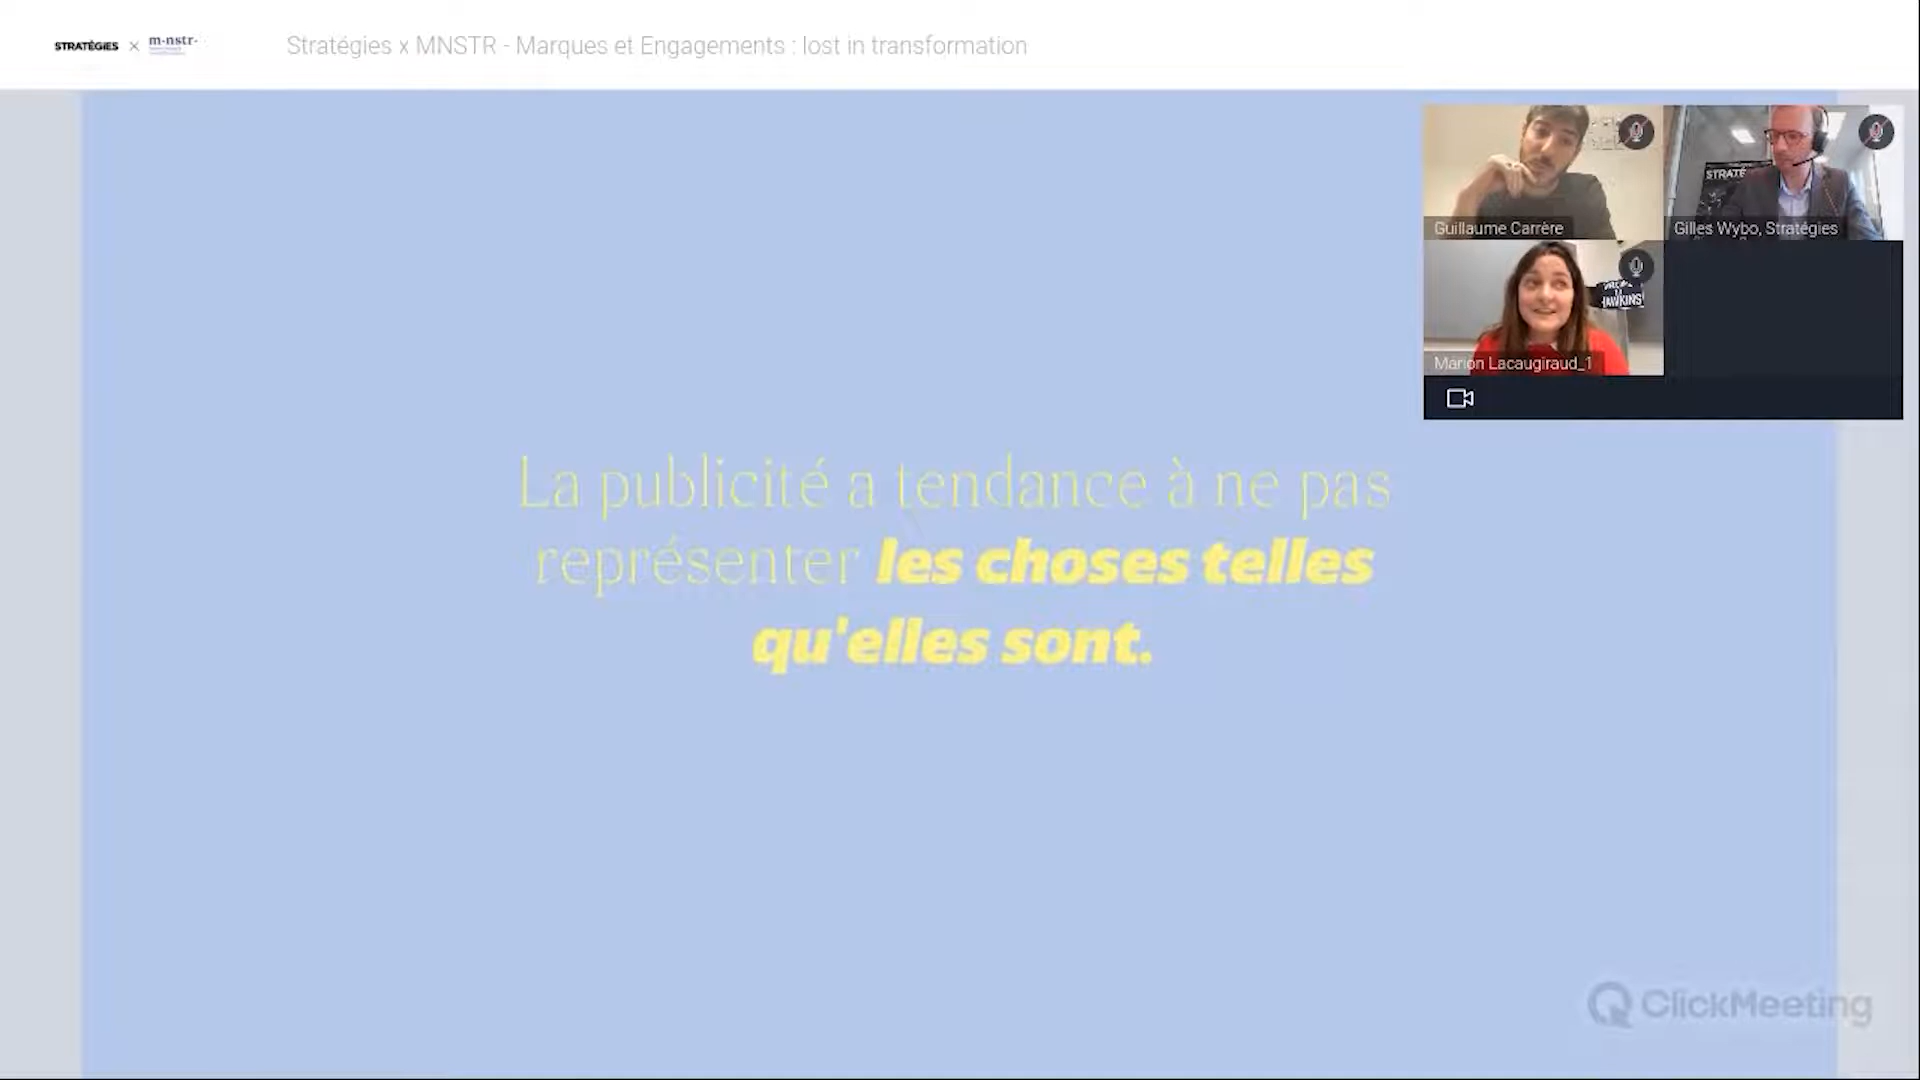 STRATÉGIES × m-nstr-
Stratégies x MNSTR - Marques et Engagements : lost in transformation
Guillaume Carrère
Gilles Wybo, Stratégies
STRATÉ
HAWKINS!
Marion Lacaugiraud_1
La publicité a tendance à ne pas
représenter les choses telles
qu'elles sont.
ClickMeeting